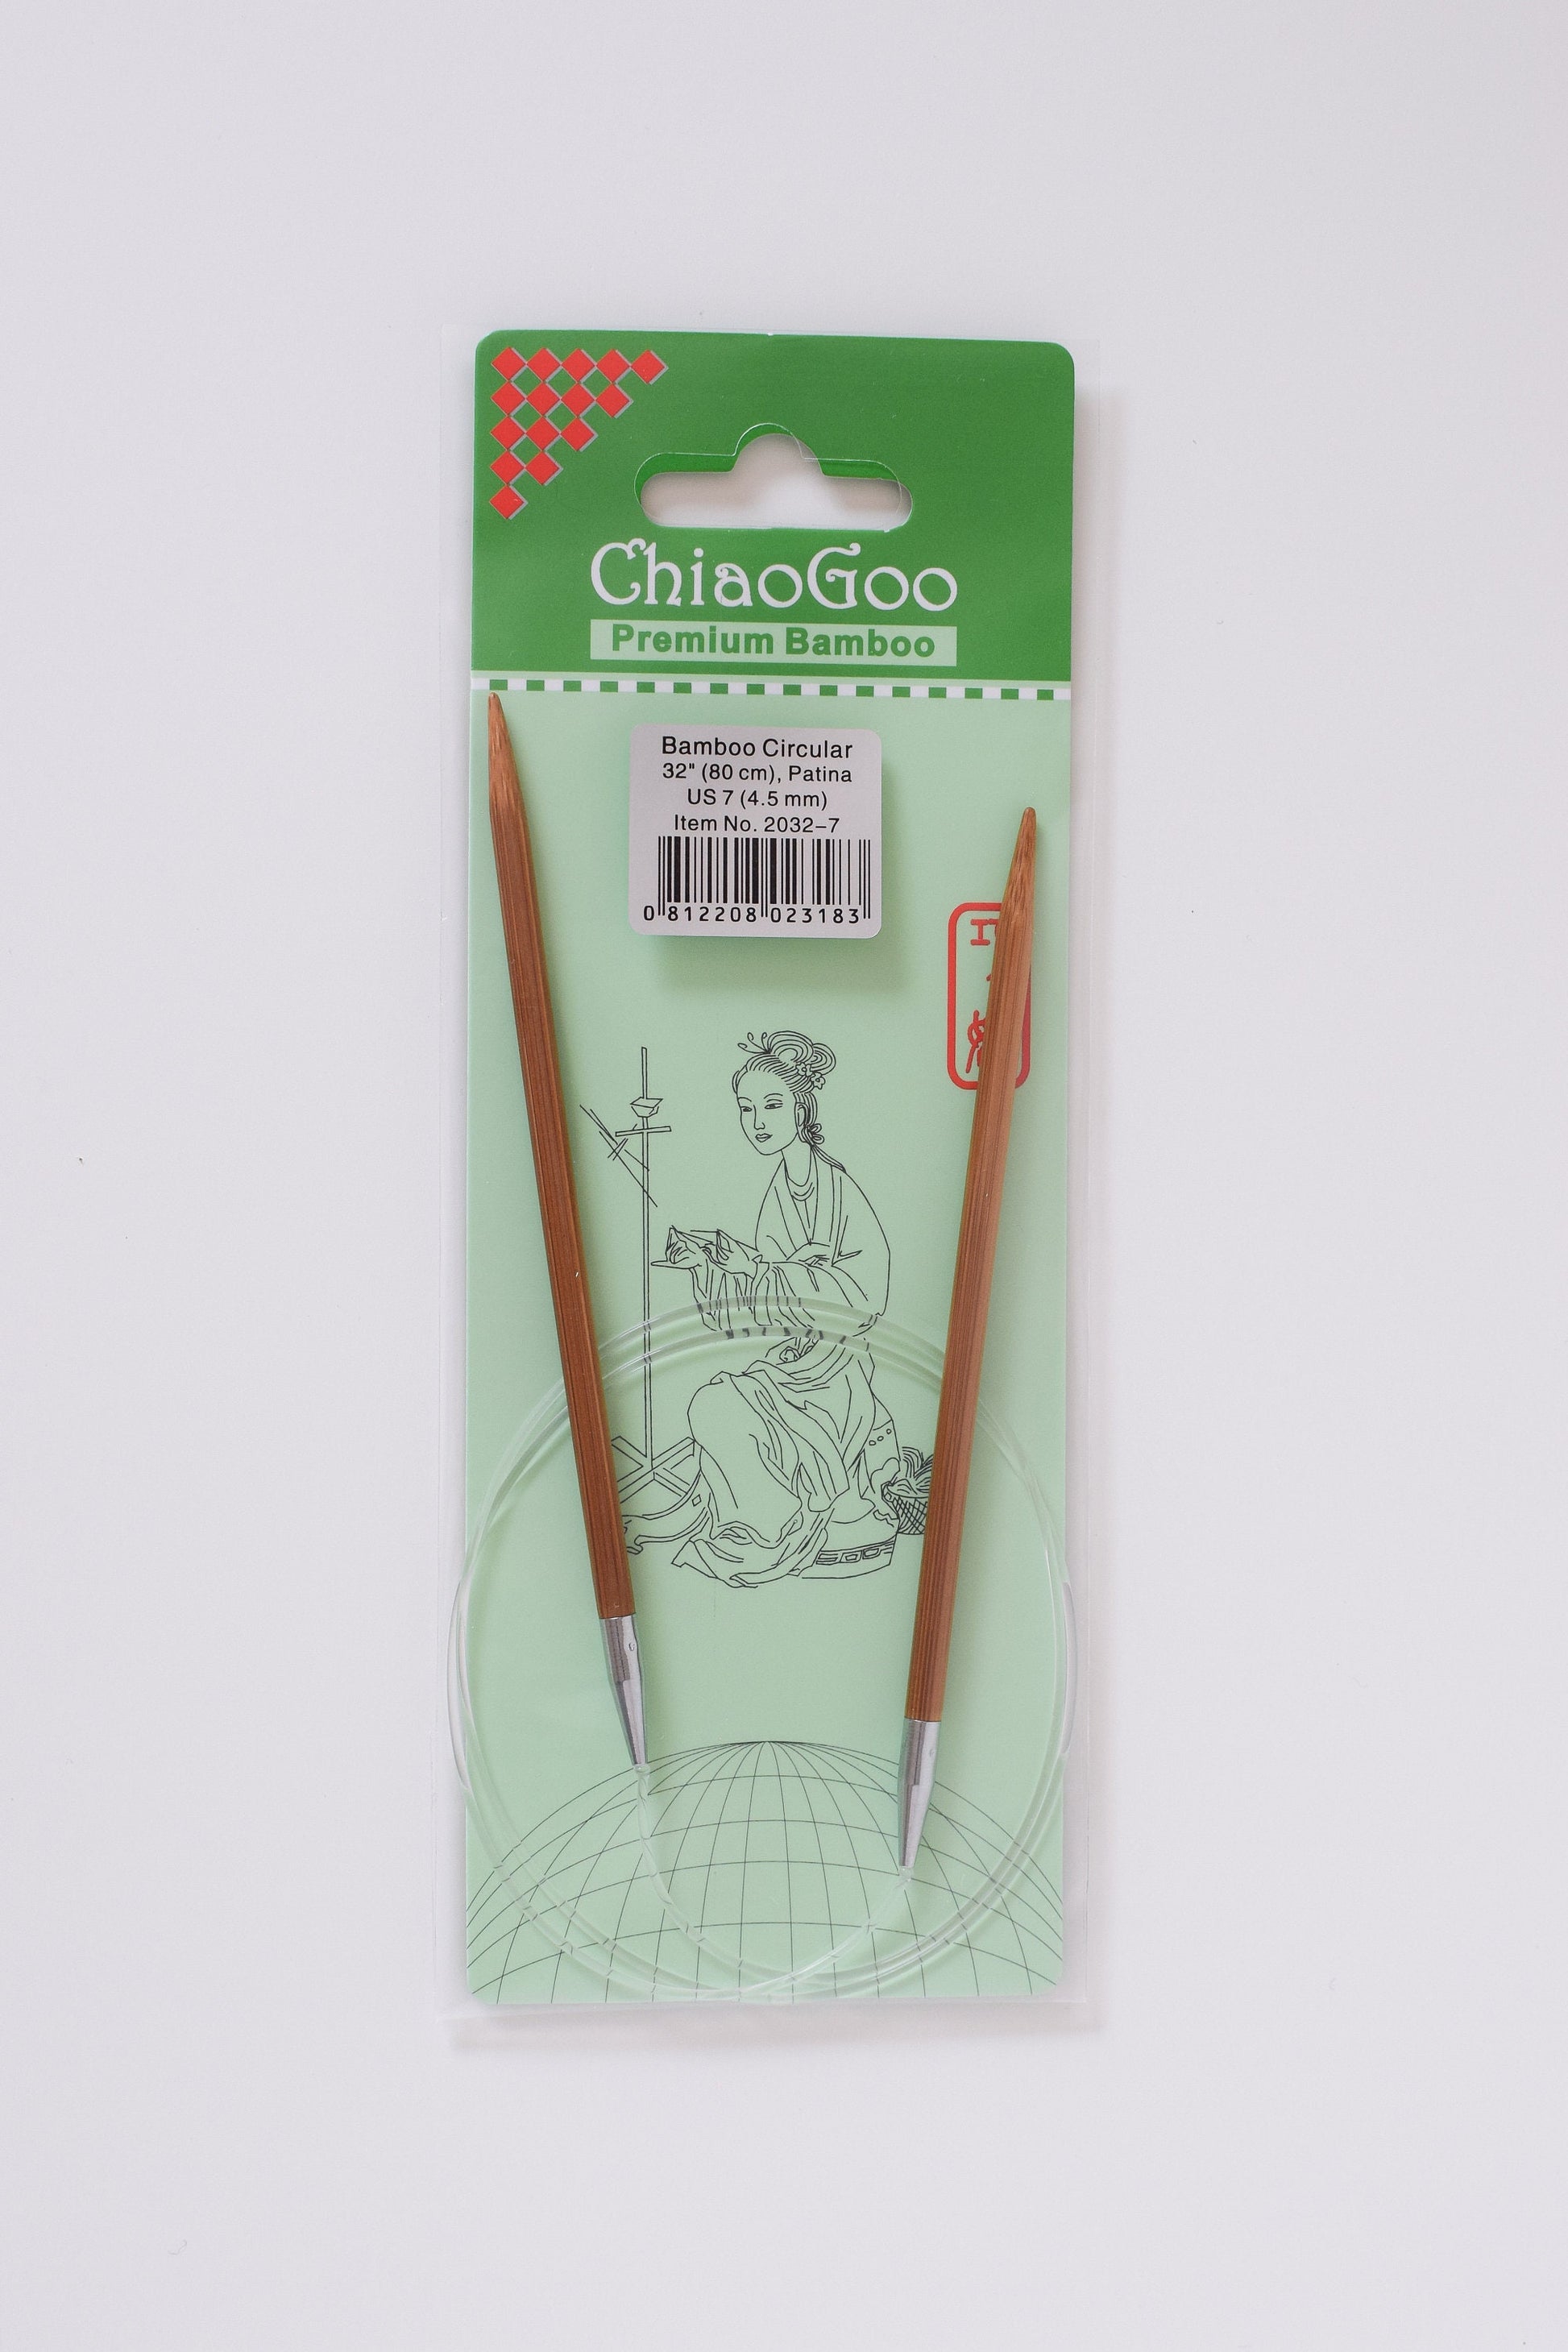 ChiaoGoo
Premium Bamboo
Bamboo Circular
32" (80 cm), Patina
US 7 (4.5 mm)
Item No. 2032-7
0 812208 023183